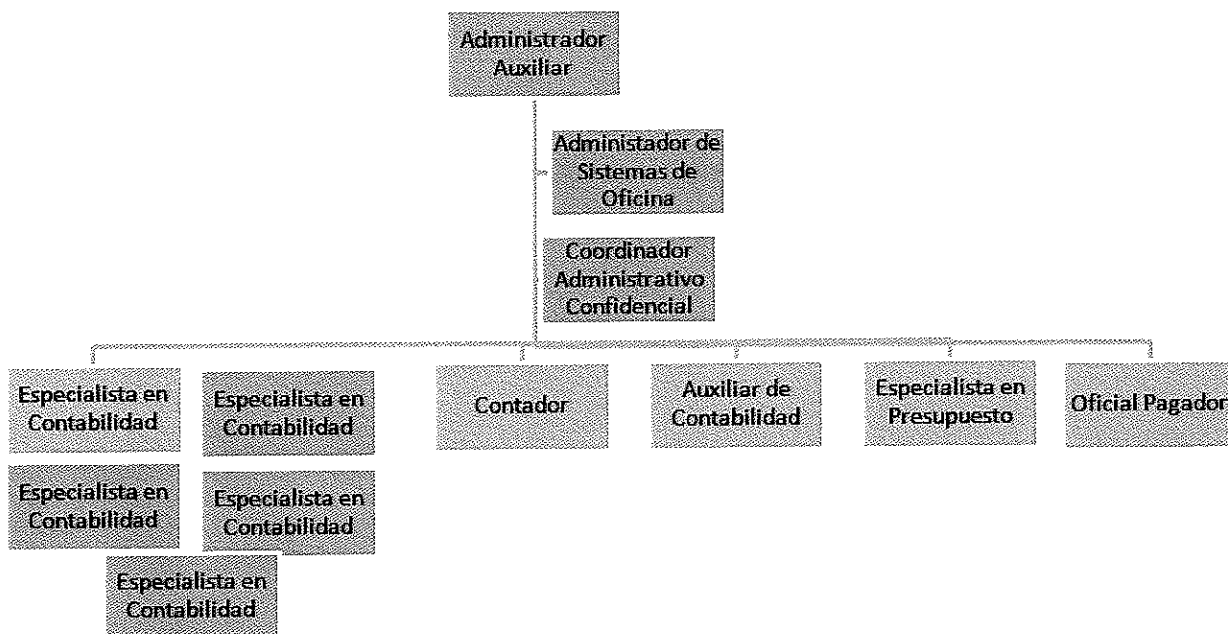 Administrador
Auxiliar
Administador de
Sistemas de
Oficina
Coordinador
Administrativo
Confidencial
Especialista en
Contabilidad
Especialista en
Contabilidad
Contador
Auxiliar de
Contabilidad
Especialista en
Presupuesto
Oficial Pagador
Especialista en
Contabilidad
Especialista en
Contabilidad
Especialista en
Contabilidad